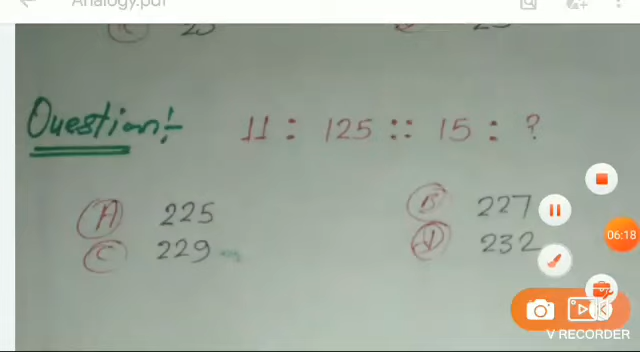 Analogy.pdf
Question:- 11 : 125 :: 15 : ?
(A) 225 (B) 227
(C) 229 (D) 232
06:18
V RECORDER